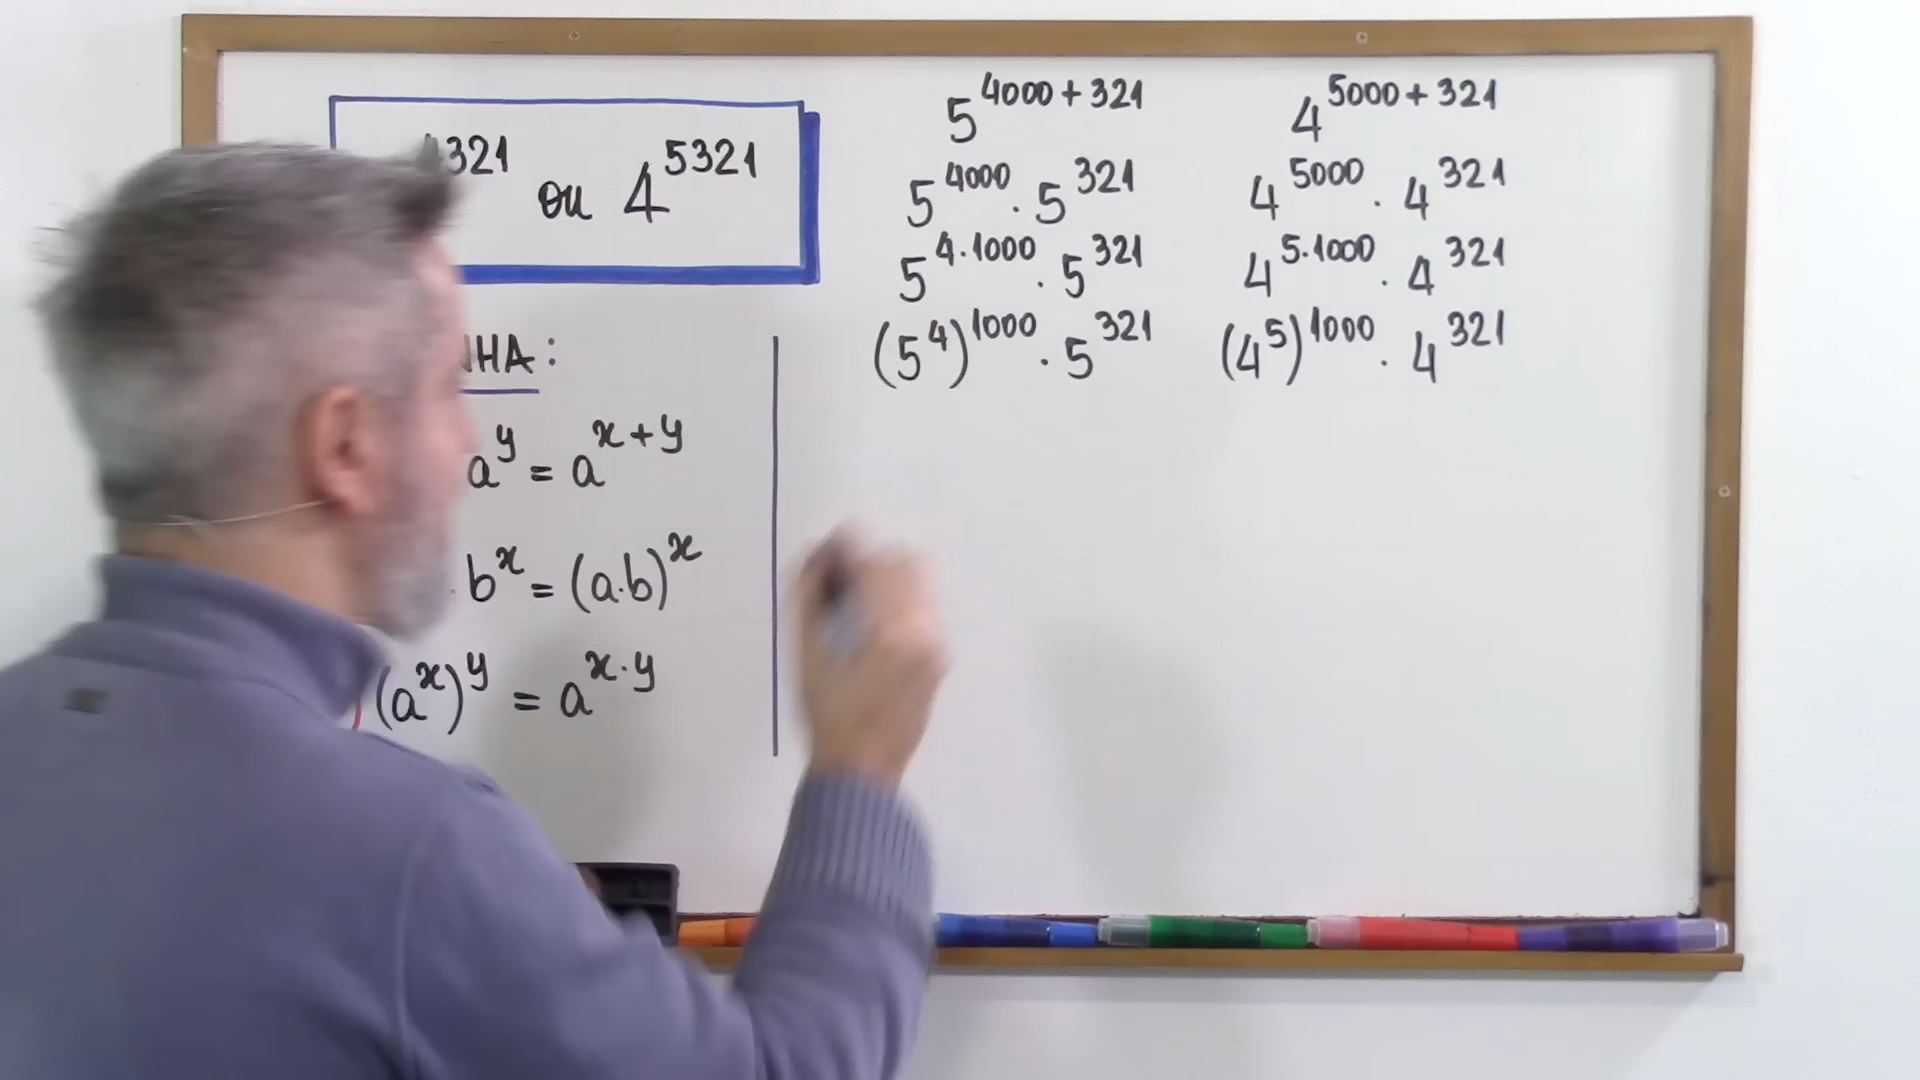 321 ou 4^5321
NHA:
a^y = a^x+y
. b^x = (a.b)^x
(a^x)^y = a^x.y
5^4000+321 4^5000+321
5^4000 . 5^321 4^5000 . 4^321
5^4.1000 . 5^321 4^5.1000 . 4^321
(5^4)^1000 . 5^321 (4^5)^1000 . 4^321